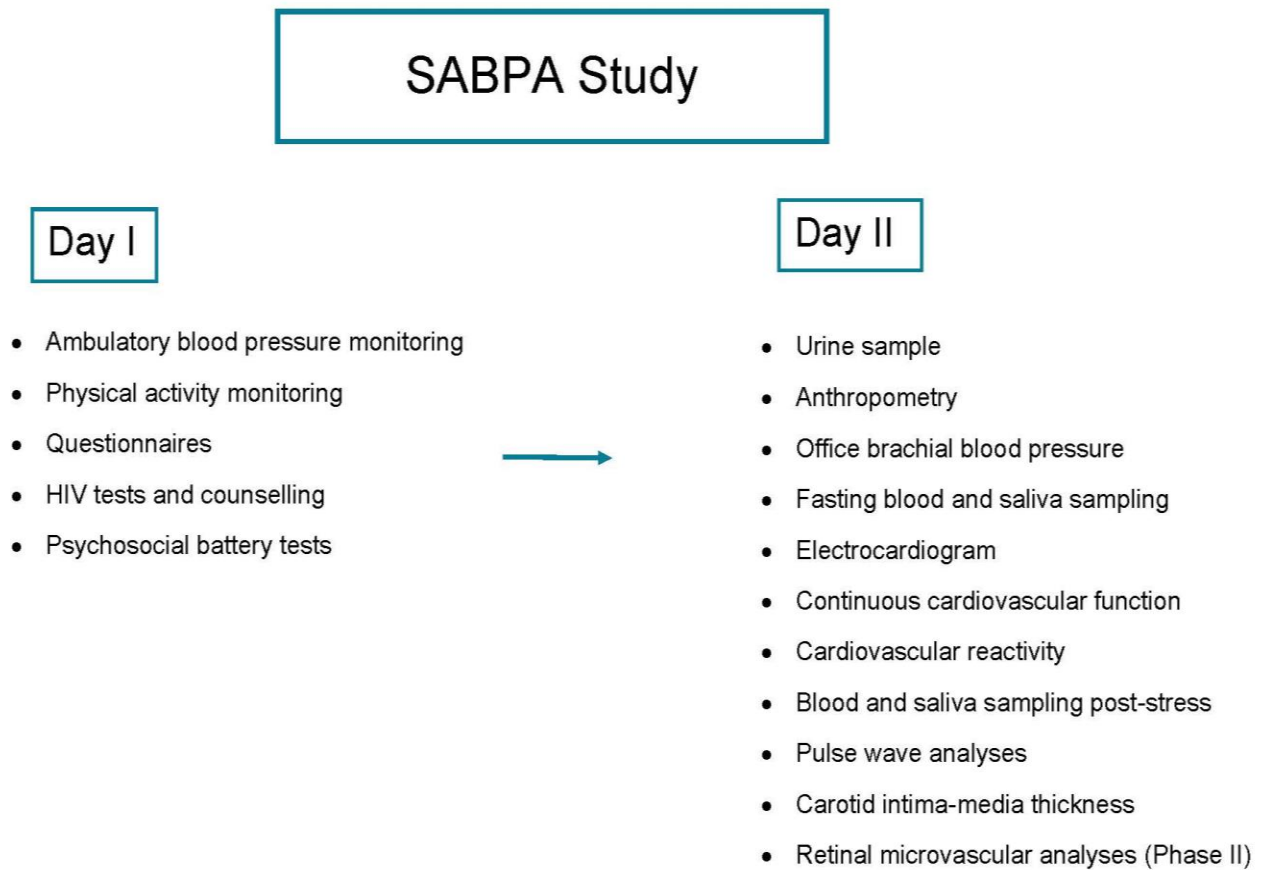 SABPA Study
Day I
• Ambulatory blood pressure monitoring
• Physical activity monitoring
• Questionnaires
• HIV tests and counselling
• Psychosocial battery tests
Day II
• Urine sample
• Anthropometry
• Office brachial blood pressure
• Fasting blood and saliva sampling
• Electrocardiogram
• Continuous cardiovascular function
• Cardiovascular reactivity
• Blood and saliva sampling post-stress
• Pulse wave analyses
• Carotid intima-media thickness
• Retinal microvascular analyses (Phase II)